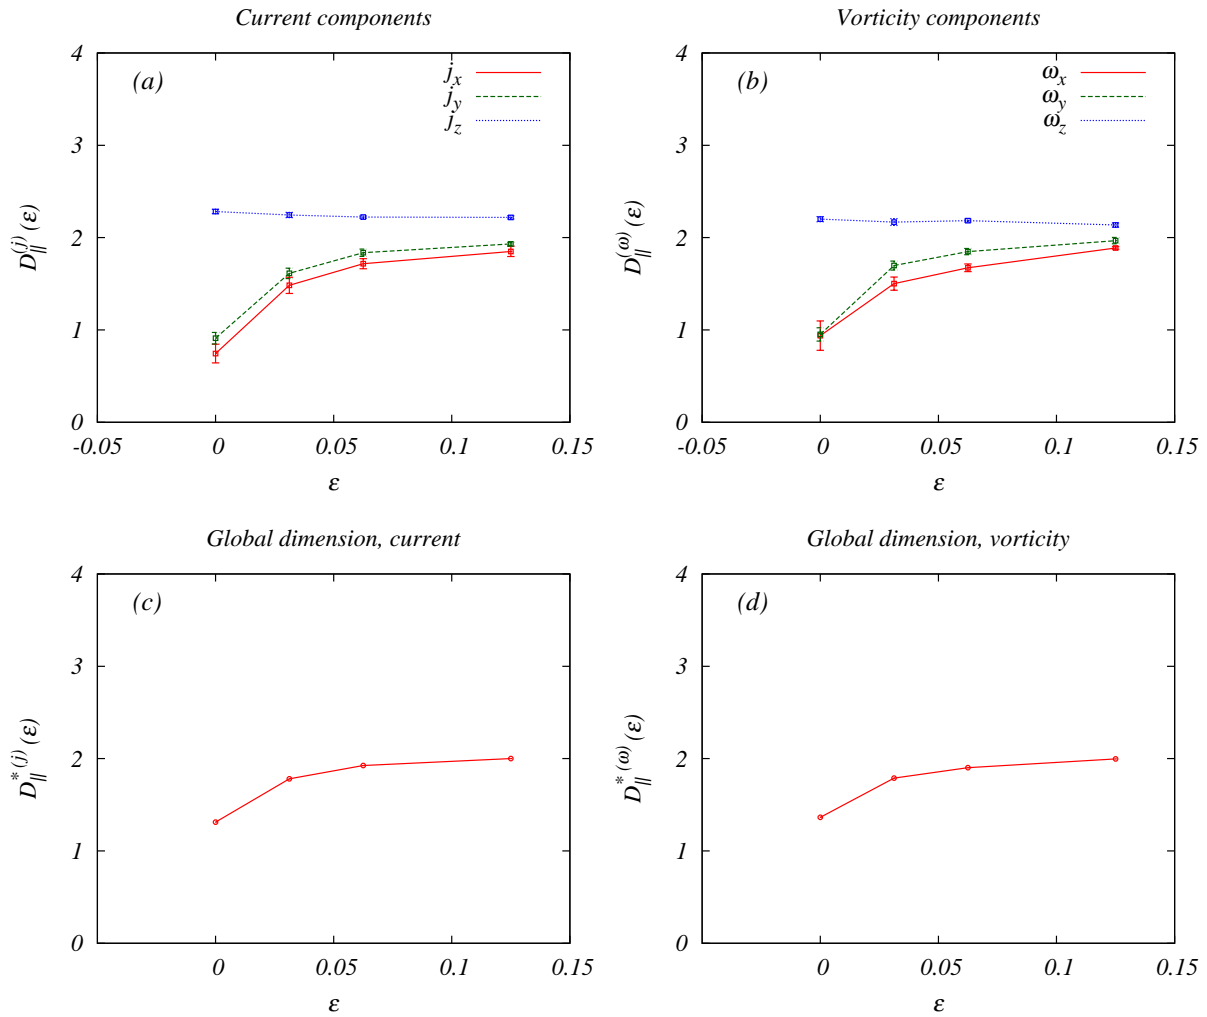 Current components
Vorticity components
(a)
j_x
j_y
j_z
4
3
2
1
0
-0.05
0
0.05
0.1
0.15
ε
D_||^(j)(ε)
(b)
ω_x
ω_y
ω_z
4
3
2
1
0
-0.05
0
0.05
0.1
0.15
ε
D_||^(ω)(ε)
Global dimension, current
Global dimension, vorticity
(c)
4
3
2
1
0
0
0.05
0.1
0.15
ε
D_||^*(j)(ε)
(d)
4
3
2
1
0
0
0.05
0.1
0.15
ε
D_||^*(ω)(ε)